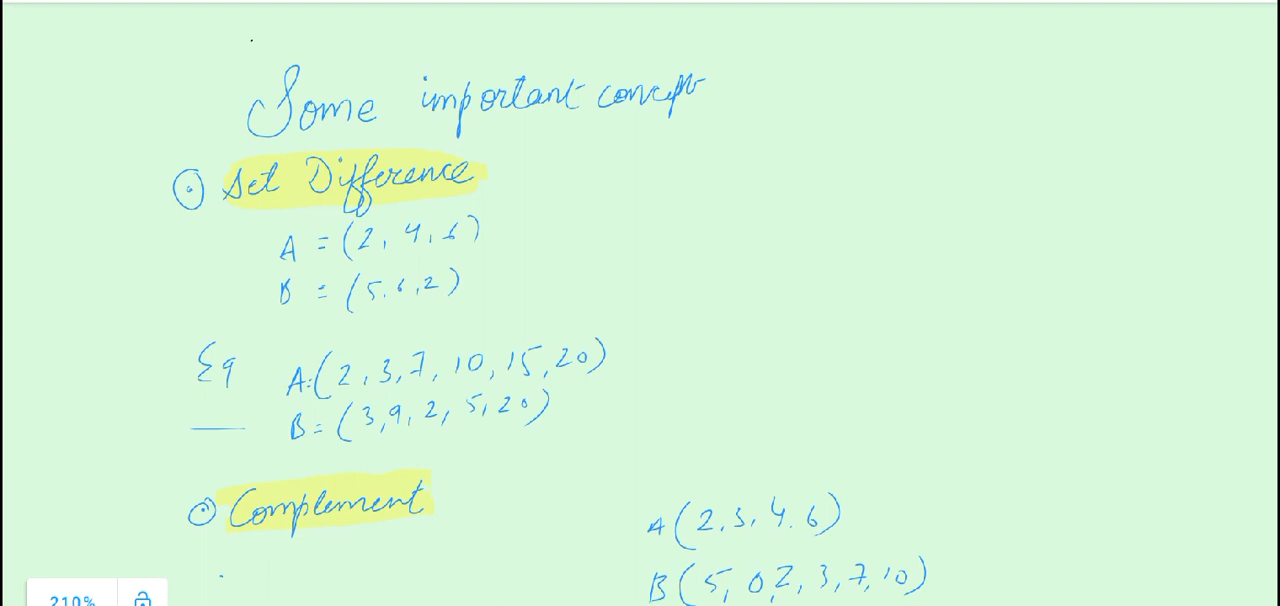 Some important concept
Set Difference
A = (2, 4, 6)
B = (5, 6, 2)
Eg A:(2, 3, 7, 10, 15, 20)
B = (3, 9, 2, 5, 20)
Complement
A (2, 3, 4, 6)
B (5, 0, 2, 3, 7, 10)
210%